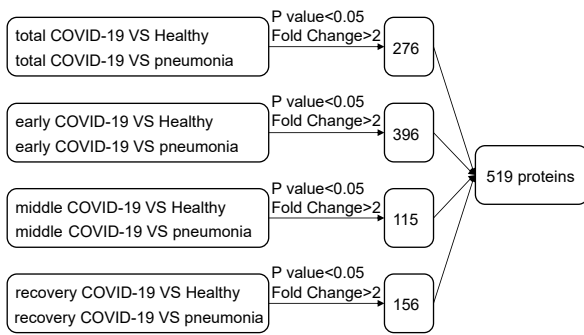 total COVID-19 VS Healthy
total COVID-19 VS pneumonia
P value<0.05
Fold Change>2
276
early COVID-19 VS Healthy
early COVID-19 VS pneumonia
P value<0.05
Fold Change>2
396
519 proteins
middle COVID-19 VS Healthy
middle COVID-19 VS pneumonia
P value<0.05
Fold Change>2
115
recovery COVID-19 VS Healthy
recovery COVID-19 VS pneumonia
P value<0.05
Fold Change>2
156